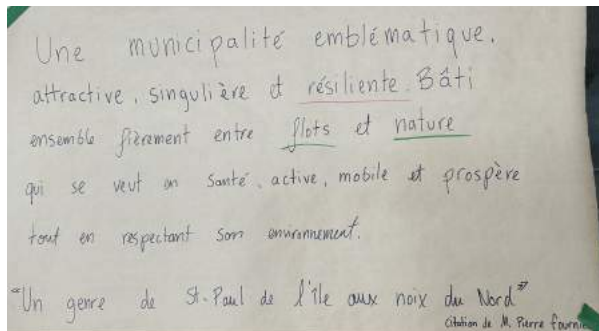 Une municipalité emblématique.
attractive, singulière et résiliente. Bâti
ensemble fièrement entre flots et nature
qui se veut en santé, active, mobile et prospère
tout en respectant son environnement.
"Un genre de St-Paul de l'île aux noix du Nord"
Citation de M. Pierre